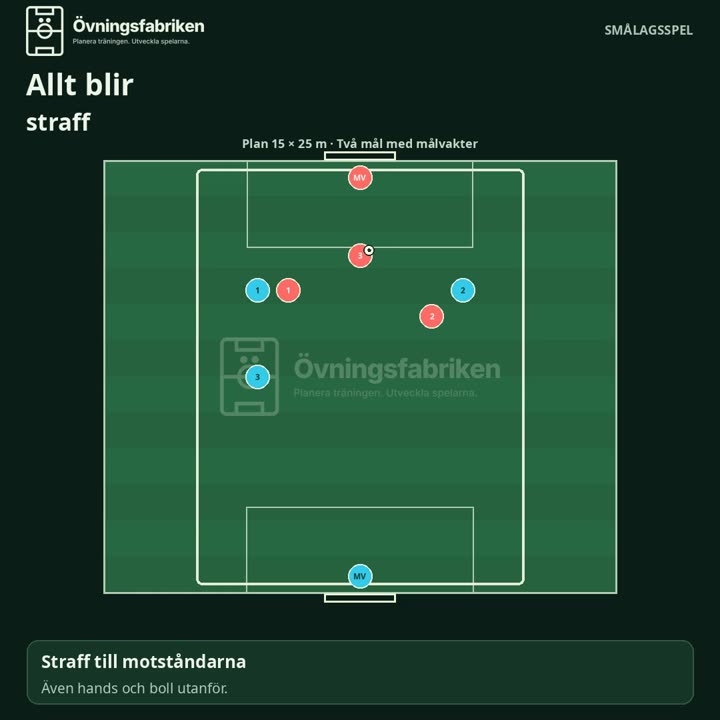 Övningsfabriken
Planera träningen. Utveckla spelarna.
SMÅLAGSSPEL
Allt blir
straff
Plan 15 × 25 m · Två mål med målvakter
MV
3
1
1
2
2
3
Övningsfabriken
Planera träningen. Utveckla spelarna.
MV
Straff till motståndarna
Även hands och boll utanför.